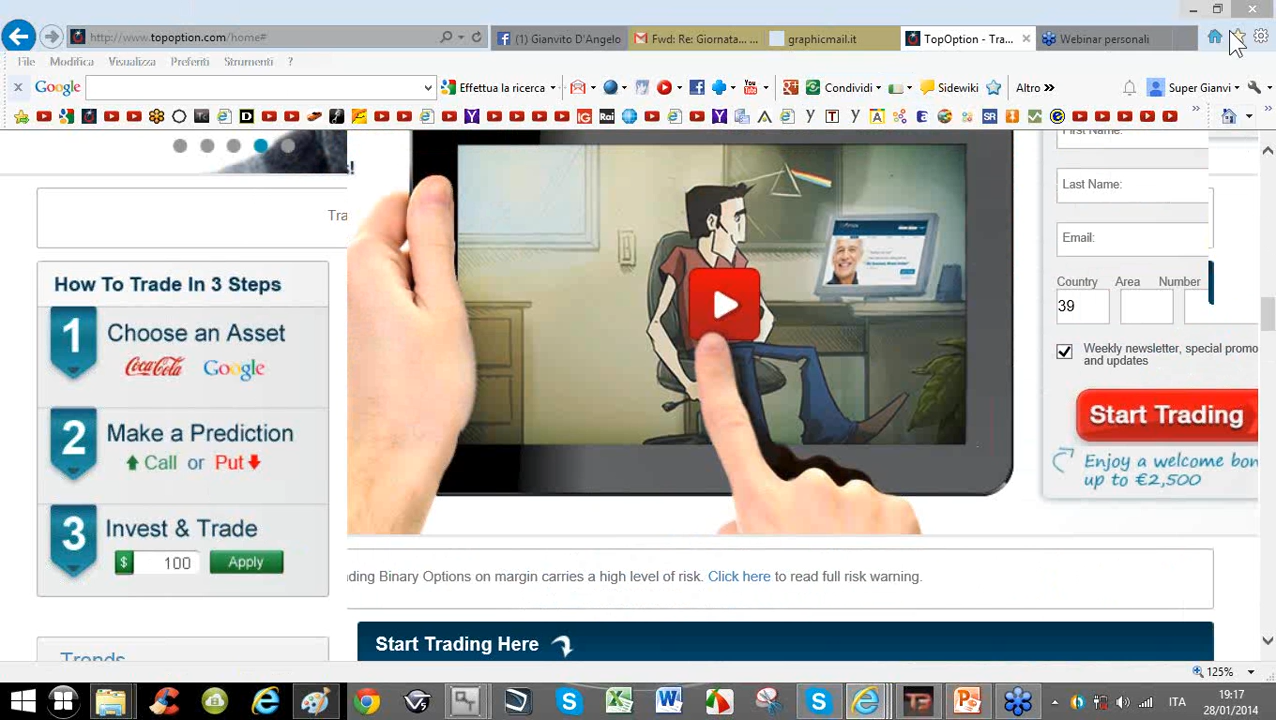 http://www.topoption.com/home#
(1) Gianvito D'Angelo
Fwd: Re: Giornata... ...
graphicmail.it
TopOption - Tra...
Webinar personali
File Modifica Visualizza Preferiti Strumenti ?
Google
Effettua la ricerca
Condividi
Sidewiki
Altro »
Super Gianvi
First Name:
Last Name:
Email:
Country Area Number
39
Weekly newsletter, special promo
and updates
Start Trading
Enjoy a welcome bon
up to €2,500
Tra
How To Trade In 3 Steps
1 Choose an Asset
Coca-Cola Google
2 Make a Prediction
Call or Put
3 Invest & Trade
$ 100 Apply
ding Binary Options on margin carries a high level of risk. Click here to read full risk warning.
Start Trading Here
Trends
125%
ITA
19:17
28/01/2014